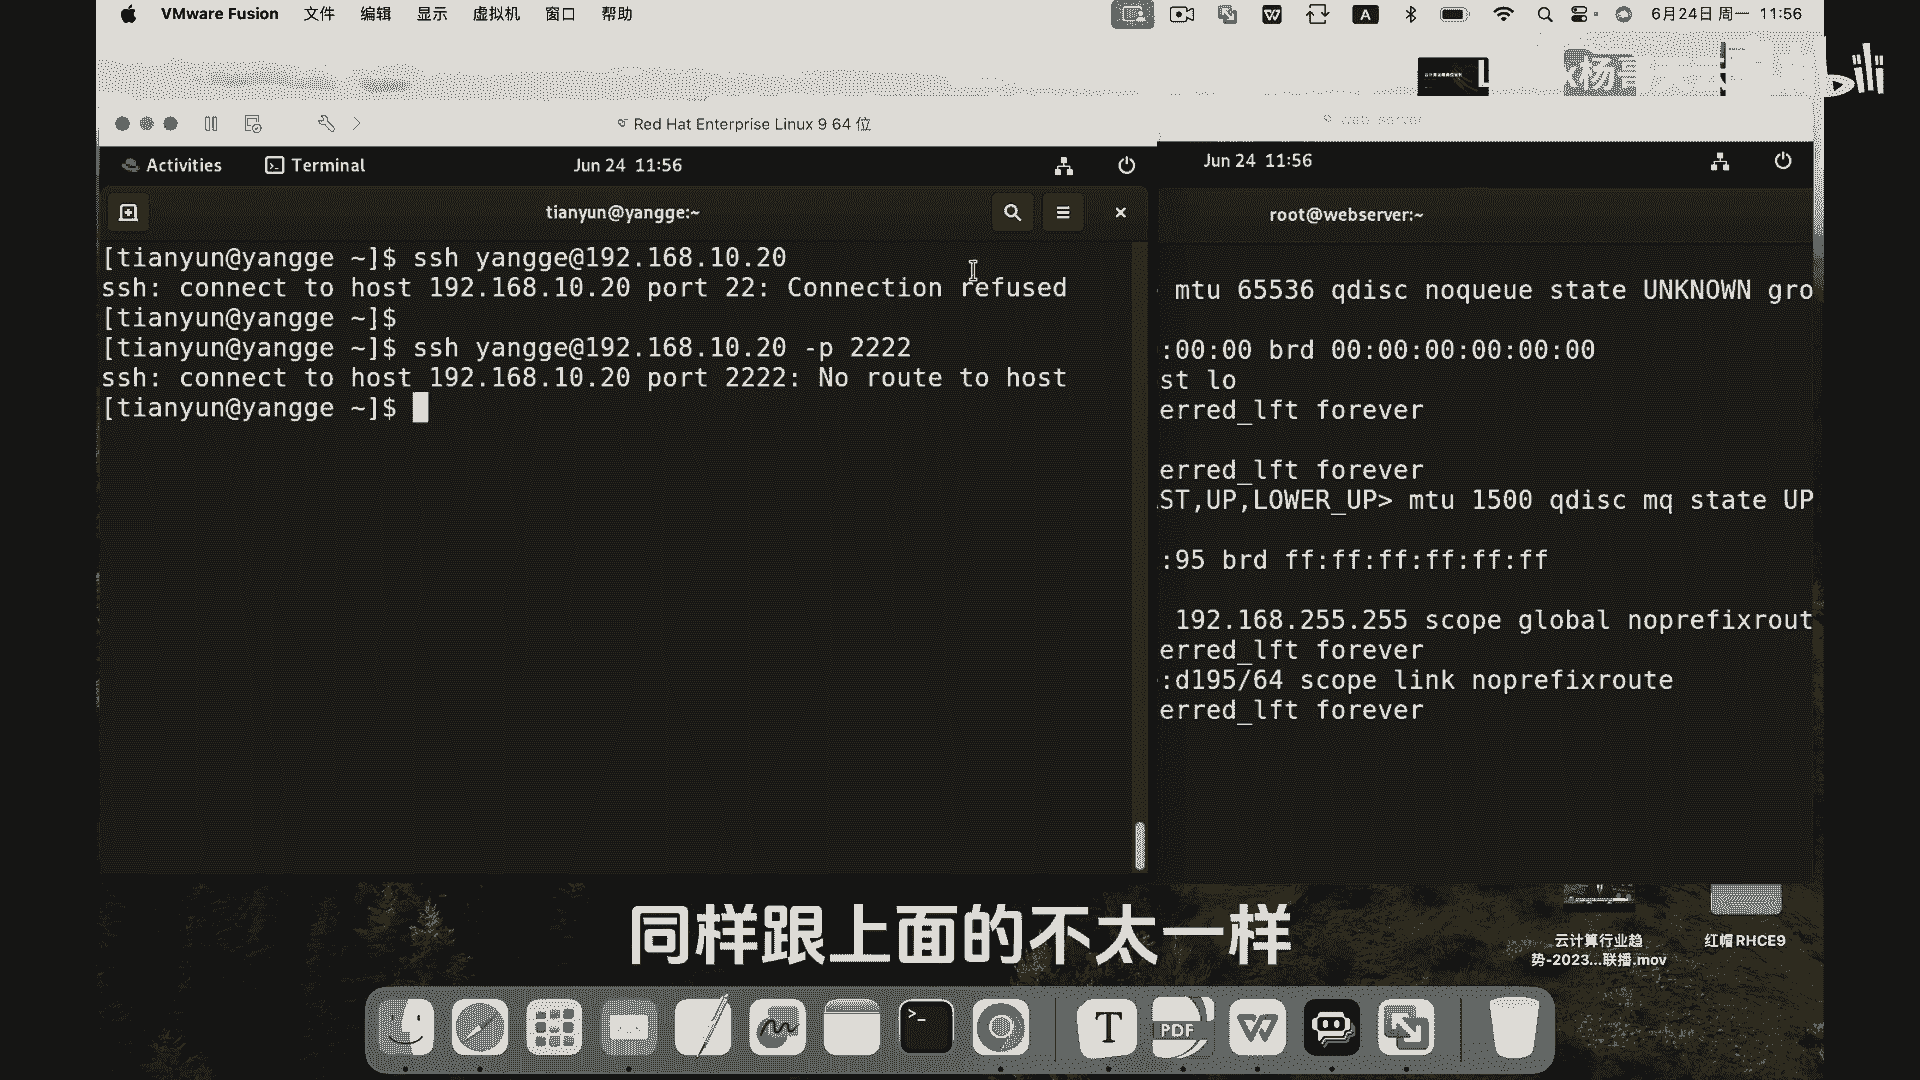 VMware Fusion 文件 编辑 显示 虚拟机 窗口 帮助
A 6月24日 周一 11:56
Red Hat Enterprise Linux 9 64 位
web server
Activities Terminal Jun 24 11:56
Jun 24 11:56
tianyun@yangge:~
root@webserver:~
[tianyun@yangge ~]$ ssh yangge@192.168.10.20
ssh: connect to host 192.168.10.20 port 22: Connection refused
[tianyun@yangge ~]$
[tianyun@yangge ~]$ ssh yangge@192.168.10.20 -p 2222
ssh: connect to host 192.168.10.20 port 2222: No route to host
[tianyun@yangge ~]$
mtu 65536 qdisc noqueue state UNKNOWN gro
:00:00 brd 00:00:00:00:00:00
st lo
erred_lft forever
erred_lft forever
ST,UP,LOWER_UP> mtu 1500 qdisc mq state UP
:95 brd ff:ff:ff:ff:ff:ff
192.168.255.255 scope global noprefixrout
erred_lft forever
:d195/64 scope link noprefixroute
erred_lft forever
同样跟上面的不太一样
云计算行业趋
势-2023...联播.mov
红帽 RHCE9
T
PDF